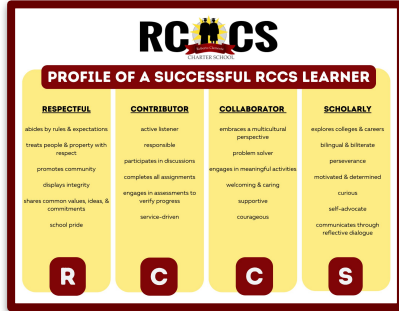 RCCS
CHARTER SCHOOL
PROFILE OF A SUCCESSFUL RCCS LEARNER
RESPECTFUL
abides by rules & expectations
treats people & property with
respect
promotes community
displays integrity
shares common values, ideas, &
commitments
school pride
R
CONTRIBUTOR
active listener
responsible
participates in discussions
completes all assignments
engages in assessments to
verify progress
service-driven
C
COLLABORATOR
embraces a multicultural
perspective
problem solver
engages in meaningful activities
welcoming & caring
supportive
courageous
C
SCHOLARLY
explores colleges & careers
bilingual & biliterate
perseverance
motivated & determined
curious
self-advocate
communicates through
reflective dialogue
S